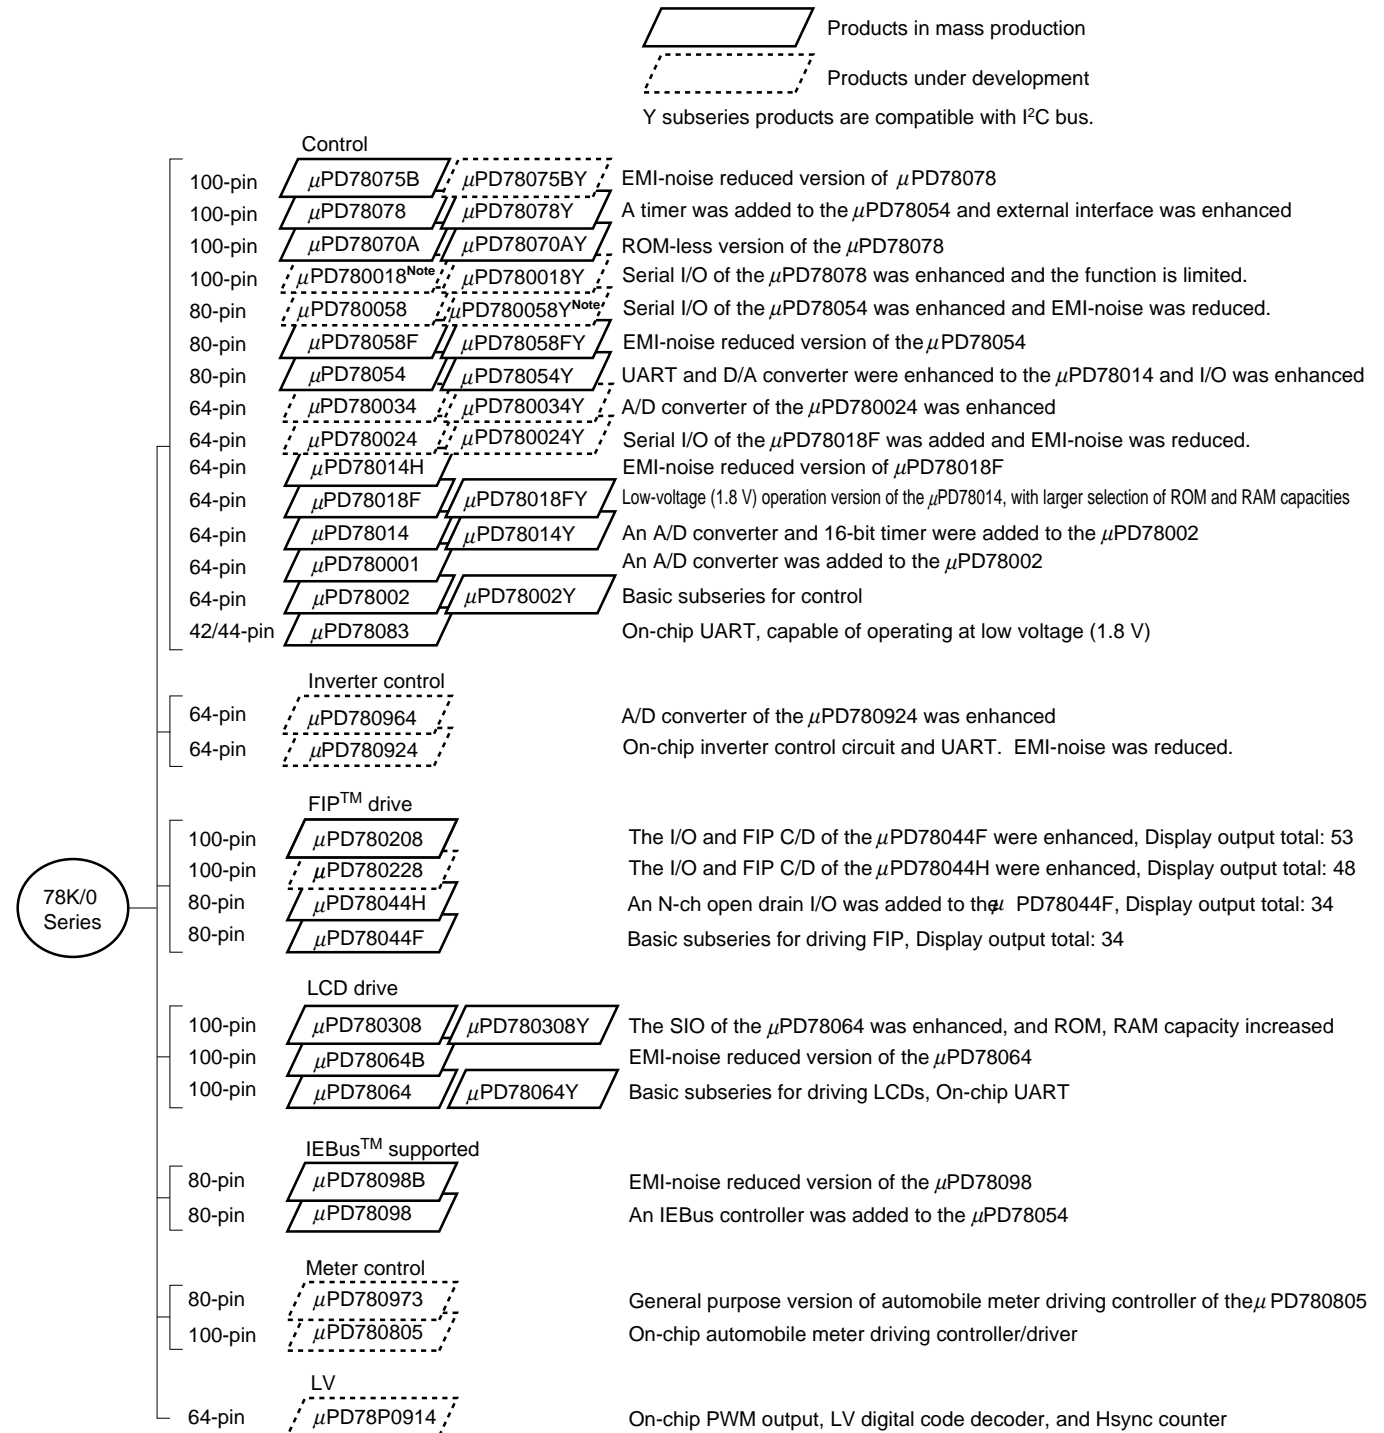 Products in mass production
Products under development
Y subseries products are compatible with I²C bus.
Control
100-pin μPD78075B μPD78075BY EMI-noise reduced version of μPD78078
100-pin μPD78078 μPD78078Y A timer was added to the μPD78054 and external interface was enhanced
100-pin μPD78070A μPD78070AY ROM-less version of the μPD78078
100-pin μPD780018Note μPD780018Y Serial I/O of the μPD78078 was enhanced and the function is limited.
80-pin μPD780058 μPD780058YNote Serial I/O of the μPD78054 was enhanced and EMI-noise was reduced.
80-pin μPD78058F μPD78058FY EMI-noise reduced version of the μPD78054
80-pin μPD78054 μPD78054Y UART and D/A converter were enhanced to the μPD78014 and I/O was enhanced
64-pin μPD780034 μPD780034Y A/D converter of the μPD780024 was enhanced
64-pin μPD780024 μPD780024Y Serial I/O of the μPD78018F was added and EMI-noise was reduced.
64-pin μPD78014H EMI-noise reduced version of μPD78018F
64-pin μPD78018F μPD78018FY Low-voltage (1.8 V) operation version of the μPD78014, with larger selection of ROM and RAM capacities
64-pin μPD78014 μPD78014Y An A/D converter and 16-bit timer were added to the μPD78002
64-pin μPD780001 An A/D converter was added to the μPD78002
64-pin μPD78002 μPD78002Y Basic subseries for control
42/44-pin μPD78083 On-chip UART, capable of operating at low voltage (1.8 V)
Inverter control
64-pin μPD780964 A/D converter of the μPD780924 was enhanced
64-pin μPD780924 On-chip inverter control circuit and UART. EMI-noise was reduced.
FIP™ drive
100-pin μPD780208 The I/O and FIP C/D of the μPD78044F were enhanced, Display output total: 53
100-pin μPD780228 The I/O and FIP C/D of the μPD78044H were enhanced, Display output total: 48
78K/0
Series
80-pin μPD78044H An N-ch open drain I/O was added to the μ PD78044F, Display output total: 34
80-pin μPD78044F Basic subseries for driving FIP, Display output total: 34
LCD drive
100-pin μPD780308 μPD780308Y The SIO of the μPD78064 was enhanced, and ROM, RAM capacity increased
100-pin μPD78064B EMI-noise reduced version of the μPD78064
100-pin μPD78064 μPD78064Y Basic subseries for driving LCDs, On-chip UART
IEBus™ supported
80-pin μPD78098B EMI-noise reduced version of the μPD78098
80-pin μPD78098 An IEBus controller was added to the μPD78054
Meter control
80-pin μPD780973 General purpose version of automobile meter driving controller of the μPD780805
100-pin μPD780805 On-chip automobile meter driving controller/driver
LV
64-pin μPD78P0914 On-chip PWM output, LV digital code decoder, and Hsync counter